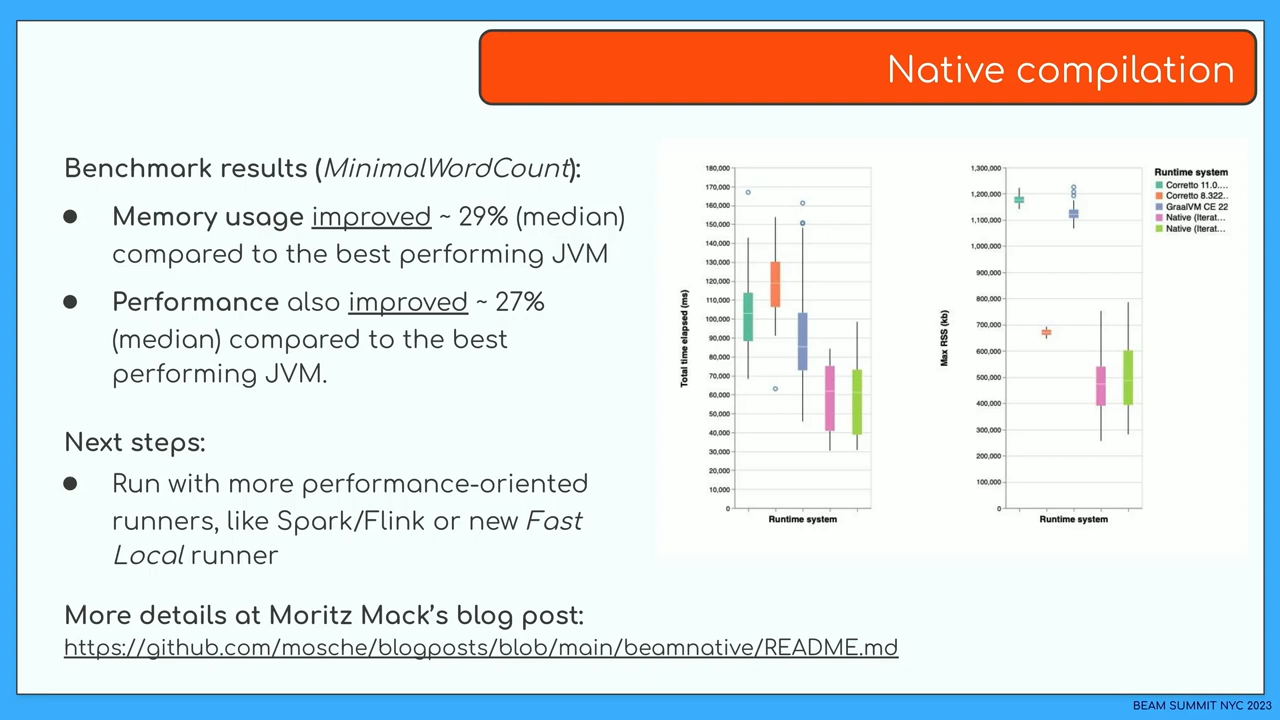 Native compilation
Benchmark results (MinimalWordCount):
● Memory usage improved ~ 29% (median)
compared to the best performing JVM
● Performance also improved ~ 27%
(median) compared to the best
performing JVM.
Next steps:
● Run with more performance-oriented
runners, like Spark/Flink or new Fast
Local runner
More details at Moritz Mack's blog post:
https://github.com/mosche/blogposts/blob/main/beamnative/README.md
Total time elapsed (ms)
180,000
170,000
160,000
150,000
140,000
130,000
120,000
110,000
100,000
90,000
80,000
70,000
60,000
50,000
40,000
30,000
20,000
10,000
0
Runtime system
Max RSS (kb)
1,300,000
1,200,000
1,100,000
1,000,000
900,000
800,000
700,000
600,000
500,000
400,000
300,000
200,000
100,000
0
Runtime system
Runtime system
Corretto 11.0....
Corretto 8.322..
GraalVM CE 22
Native (Iterat...
Native (Iterat...
BEAM SUMMIT NYC 2023